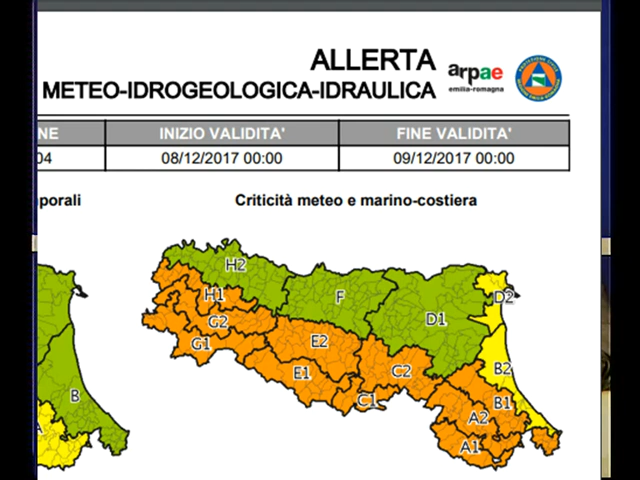 ALLERTA
METEO-IDROGEOLOGICA-IDRAULICA
arpae
emilia-romagna
NE INIZIO VALIDITA' FINE VALIDITA'
04 08/12/2017 00:00 09/12/2017 00:00
porali Criticità meteo e marino-costiera
H2
H1
F
D2
G2
D1
G1
E2
E1
C2
B2
C1
B1
B
A2
A
A1